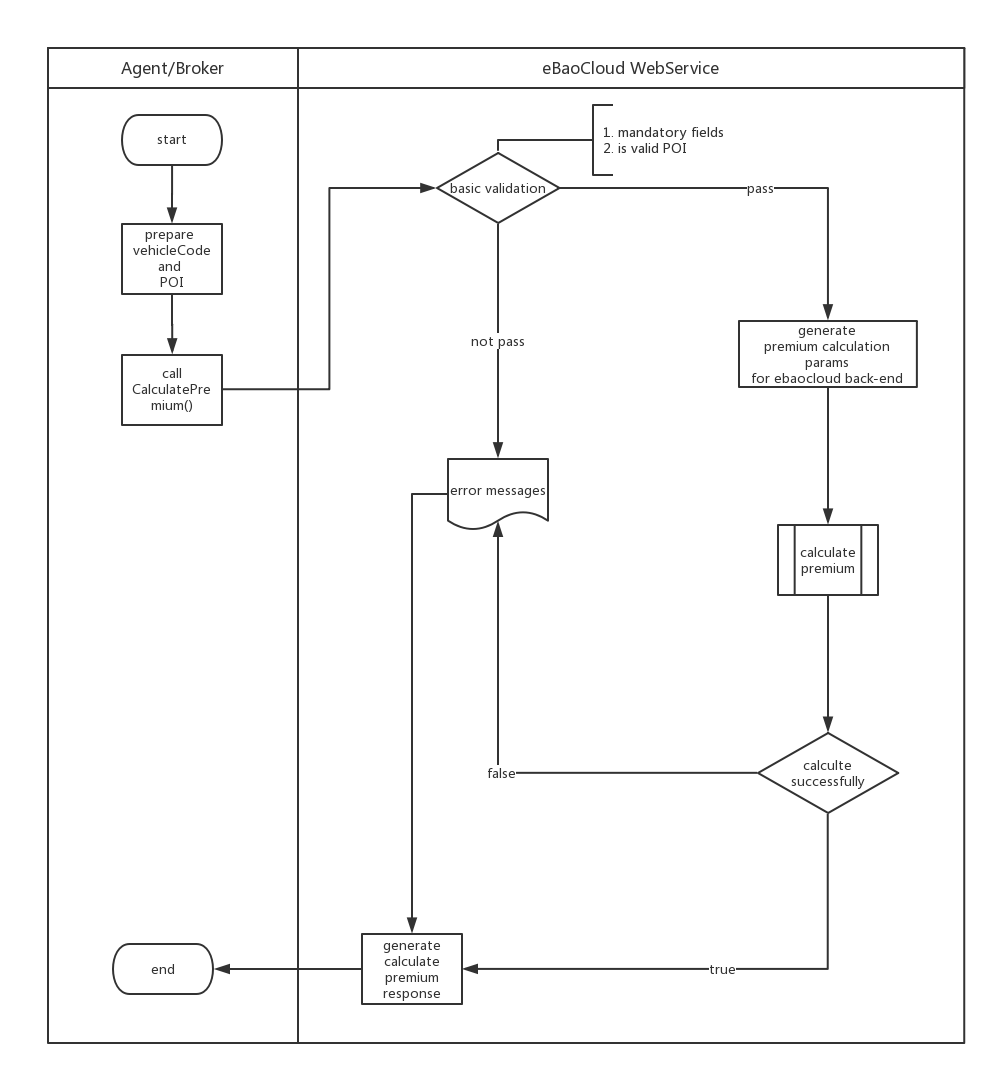 Agent/Broker
eBaoCloud WebService
start
1. mandatory fields
2. is valid POI
basic validation
pass
prepare
vehicleCode
and
POI
not pass
generate
premium calculation
params
for ebaocloud back-end
call
CalculatePre
mium()
error messages
calculate
premium
calculte
successfully
false
generate
calculate
premium
response
end
true